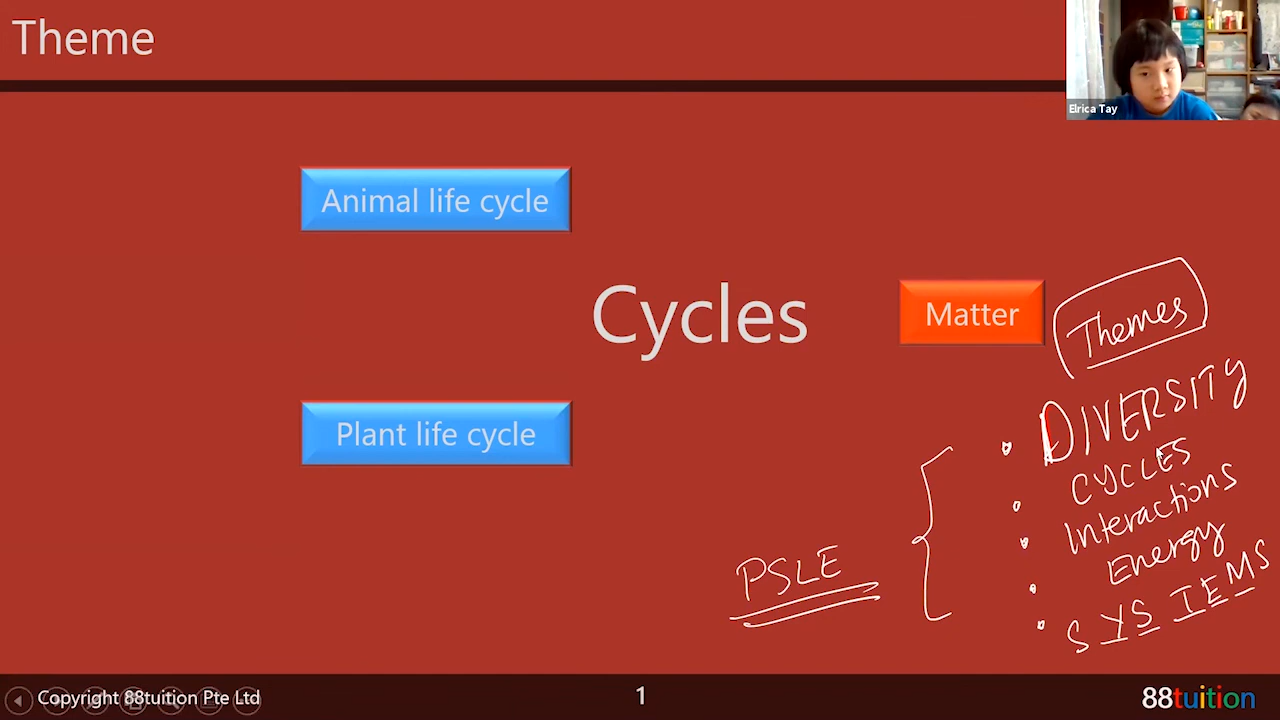 Theme
Elrica Tay
Animal life cycle
Cycles
Matter
Plant life cycle
Themes
• DIVERSITY
• CYCLES
• Interactions
• Energy
• SYSTEMS
PSLE
Copyright 88tuition Pte Ltd
1
88tuition